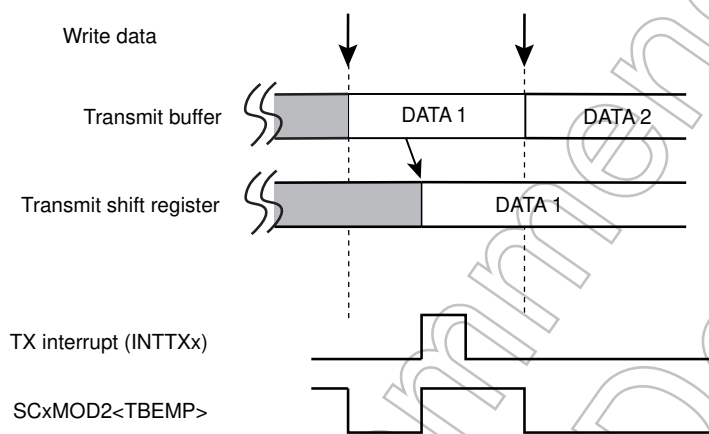 Write data
Transmit buffer
DATA 1
DATA 2
Transmit shift register
DATA 1
TX interrupt (INTTXx)
SCxMOD2<TBEMP>